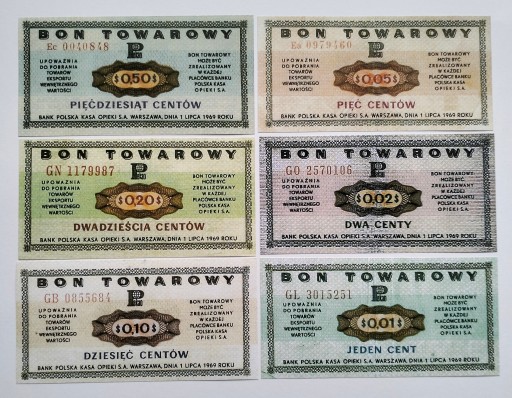 BON TOWAROWY
Ec 0040848
UPOWAŻNIA
DO POBRANIA
TOWARÓW
EKSPORTU
WEWNĘTRZNEGO
WARTOŚCI
BON TOWAROWY
MOŻE BYĆ
ZREALIZOWANY
W KAŻDEJ
PLACÓWCE BANKU
POLSKA KASA
OPIEKI S.A.
$0,50$
PIĘĆDZIESIĄT CENTÓW
BANK POLSKA KASA OPIEKI S.A. WARSZAWA, DNIA 1 LIPCA 1969 ROKU
BON TOWAROWY
Eo 0979460
UPOWAŻNIA
DO POBRANIA
TOWARÓW
EKSPORTU
WEWNĘTRZNEGO
WARTOŚCI
BON TOWAROWY
MOŻE BYĆ
ZREALIZOWANY
W KAŻDEJ
PLACÓWCE BANKU
POLSKA KASA
OPIEKI S.A.
$0,05$
PIĘĆ CENTÓW
BANK POLSKA KASA OPIEKI S.A. WARSZAWA, DNIA 1 LIPCA 1969 ROKU
BON TOWAROWY
GN 1179987
UPOWAŻNIA
DO POBRANIA
TOWARÓW
EKSPORTU
WEWNĘTRZNEGO
WARTOŚCI
BON TOWAROWY
MOŻE BYĆ
ZREALIZOWANY
W KAŻDEJ
PLACÓWCE BANKU
POLSKA KASA
OPIEKI S.A.
$0,20$
DWADZIEŚCIA CENTÓW
BANK POLSKA KASA OPIEKI S.A. WARSZAWA, DNIA 1 LIPCA 1969 ROKU
BON TOWAROWY
GO 2570106
UPOWAŻNIA
DO POBRANIA
TOWARÓW
EKSPORTU
WEWNĘTRZNEGO
WARTOŚCI
BON TOWAROWY
MOŻE BYĆ
ZREALIZOWANY
W KAŻDEJ
PLACÓWCE BANKU
POLSKA KASA
OPIEKI S.A.
$0,02$
DWA CENTY
BANK POLSKA KASA OPIEKI S.A. WARSZAWA, DNIA 1 LIPCA 1969 ROKU
BON TOWAROWY
GB 0855684
UPOWAŻNIA
DO POBRANIA
TOWARÓW
EKSPORTU
WEWNĘTRZNEGO
WARTOŚCI
BON TOWAROWY
MOŻE BYĆ
ZREALIZOWANY
W KAŻDEJ
PLACÓWCE BANKU
POLSKA KASA
OPIEKI S.A.
$0,10$
DZIESIĘĆ CENTÓW
BANK POLSKA KASA OPIEKI S.A. WARSZAWA, DNIA 1 LIPCA 1969 ROKU
BON TOWAROWY
GL 3015251
UPOWAŻNIA
DO POBRANIA
TOWARÓW
EKSPORTU
WEWNĘTRZNEGO
WARTOŚCI
BON TOWAROWY
MOŻE BYĆ
ZREALIZOWANY
W KAŻDEJ
PLACÓWCE BANKU
POLSKA KASA
OPIEKI S.A.
$0,01$
JEDEN CENT
BANK POLSKA KASA OPIEKI S.A. WARSZAWA, DNIA 1 LIPCA 1969 ROKU